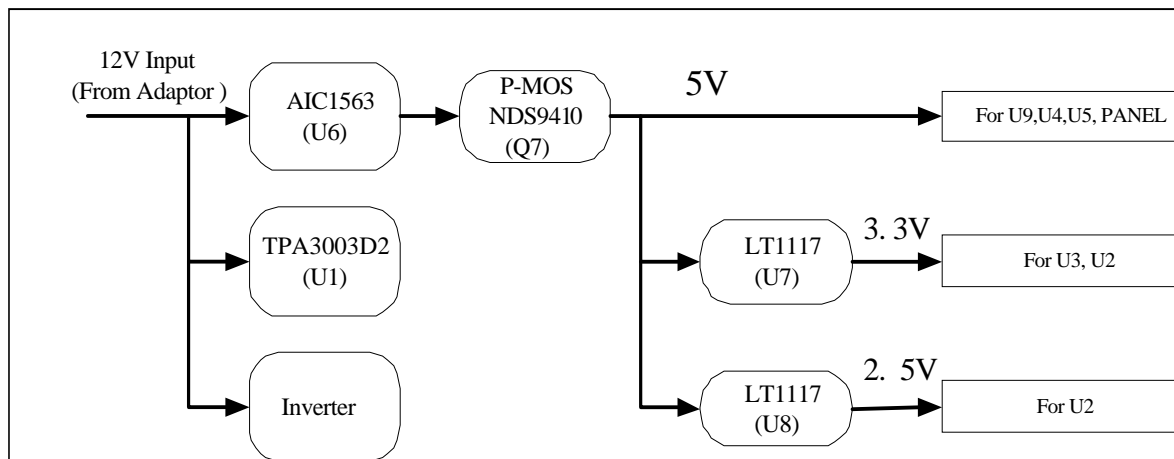 12V Input
(From Adaptor )
AIC1563
(U6)
P-MOS
NDS9410
(Q7)
5V
For U9,U4,U5, PANEL
TPA3003D2
(U1)
LT1117
(U7)
3. 3V
For U3, U2
Inverter
LT1117
(U8)
2. 5V
For U2